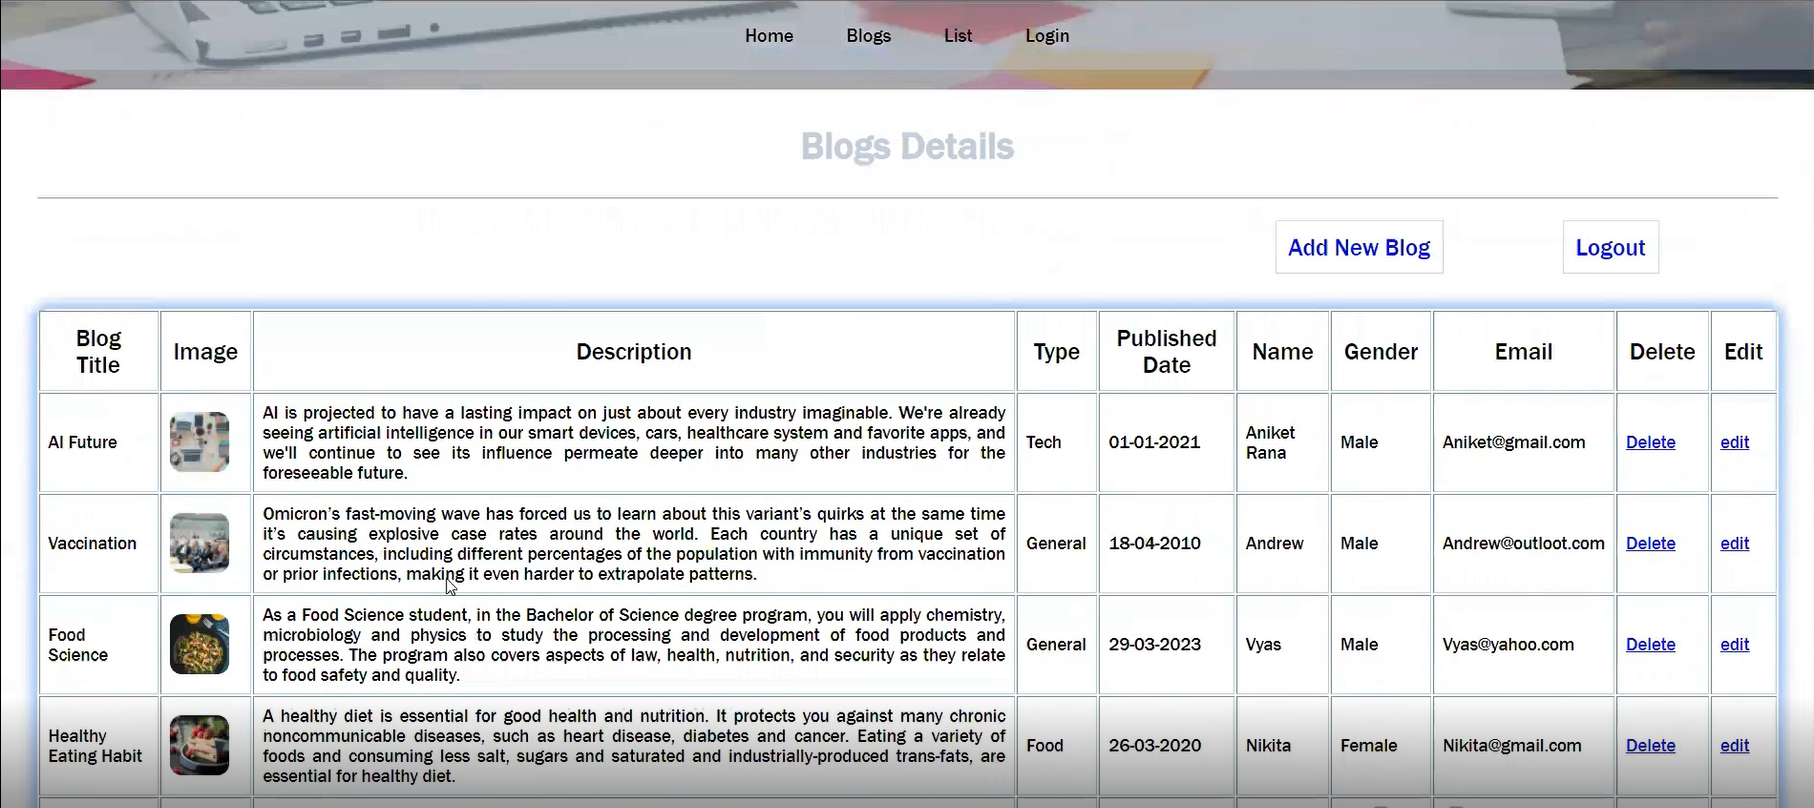 Home Blogs List Login
Blogs Details
Add New Blog Logout
Blog Title Image Description Type Published Date Name Gender Email Delete Edit
AI Future
AI is projected to have a lasting impact on just about every industry imaginable. We're already
seeing artificial intelligence in our smart devices, cars, healthcare system and favorite apps, and
we'll continue to see its influence permeate deeper into many other industries for the
foreseeable future.
Tech 01-01-2021 Aniket Rana Male Aniket@gmail.com Delete edit
Vaccination
Omicron’s fast-moving wave has forced us to learn about this variant’s quirks at the same time
it’s causing explosive case rates around the world. Each country has a unique set of
circumstances, including different percentages of the population with immunity from vaccination
or prior infections, making it even harder to extrapolate patterns.
General 18-04-2010 Andrew Male Andrew@outloot.com Delete edit
Food Science
As a Food Science student, in the Bachelor of Science degree program, you will apply chemistry,
microbiology and physics to study the processing and development of food products and
processes. The program also covers aspects of law, health, nutrition, and security as they relate
to food safety and quality.
General 29-03-2023 Vyas Male Vyas@yahoo.com Delete edit
Healthy Eating Habit
A healthy diet is essential for good health and nutrition. It protects you against many chronic
noncommunicable diseases, such as heart disease, diabetes and cancer. Eating a variety of
foods and consuming less salt, sugars and saturated and industrially-produced trans-fats, are
essential for healthy diet.
Food 26-03-2020 Nikita Female Nikita@gmail.com Delete edit